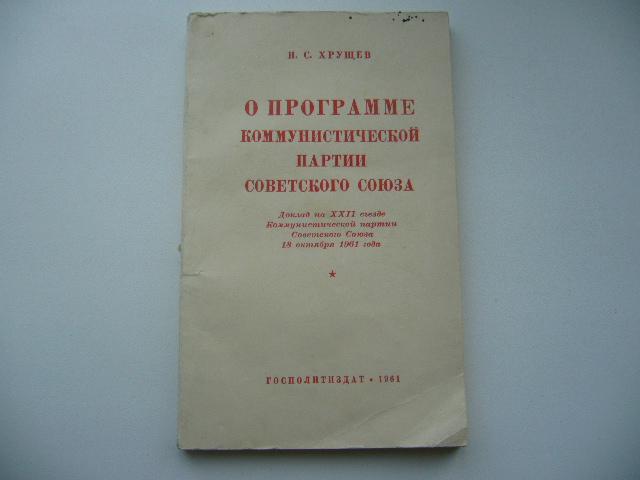 Н. С. ХРУЩЕВ
О ПРОГРАММЕ
КОММУНИСТИЧЕСКОЙ
ПАРТИИ
СОВЕТСКОГО СОЮЗА
Доклад на XXII съезде
Коммунистической партии
Советского Союза
18 октября 1961 года
ГОСПОЛИТИЗДАТ • 1961